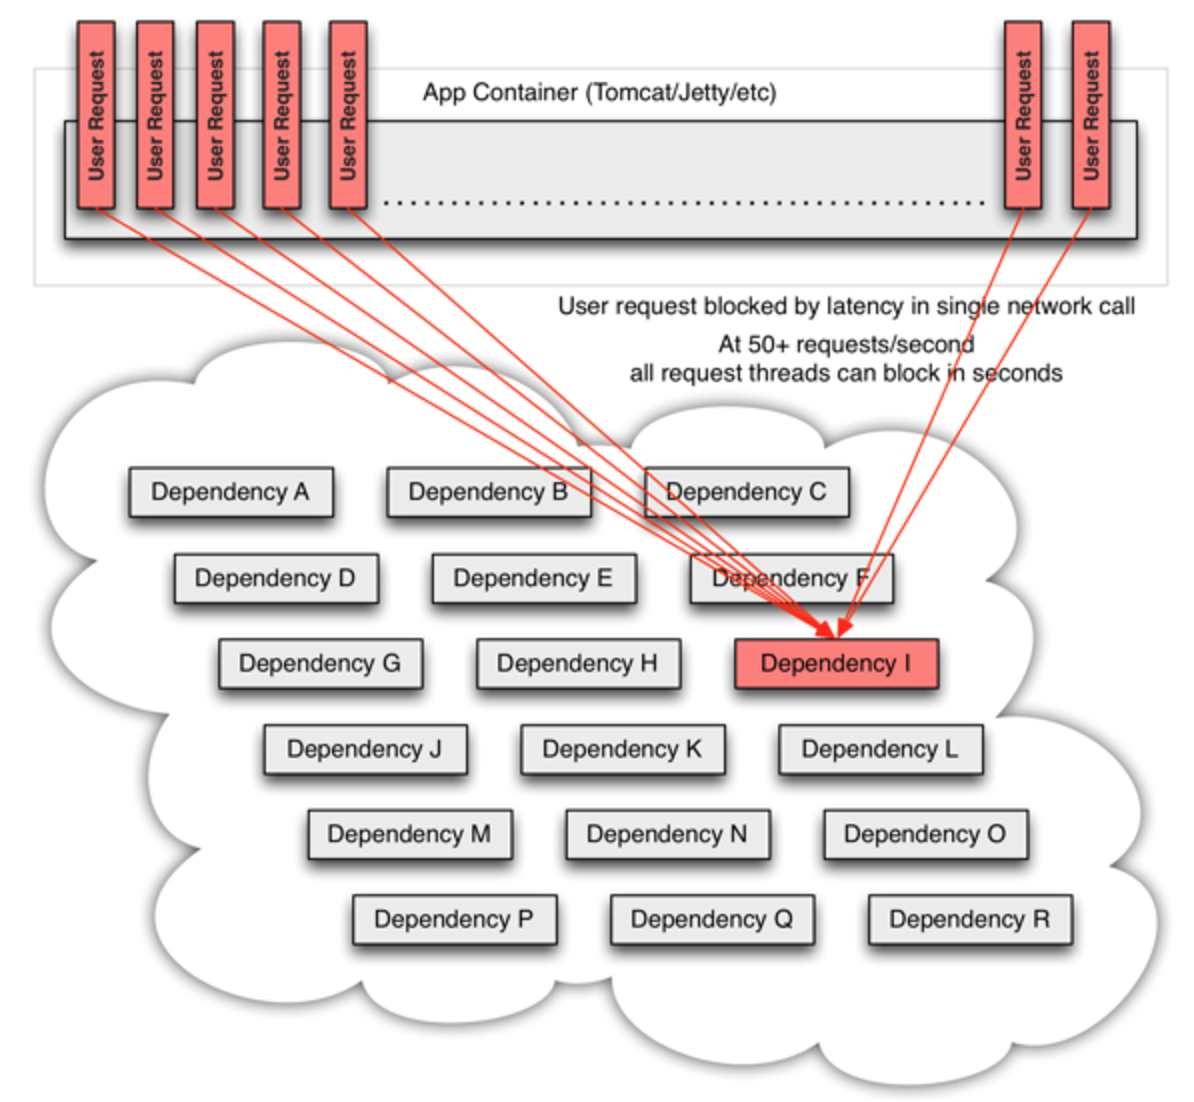 User Request
User Request
User Request
User Request
User Request
User Request
User Request
App Container (Tomcat/Jetty/etc)
User request blocked by latency in single network call
At 50+ requests/second
all request threads can block in seconds
Dependency A
Dependency B
Dependency C
Dependency D
Dependency E
Dependency F
Dependency G
Dependency H
Dependency I
Dependency J
Dependency K
Dependency L
Dependency M
Dependency N
Dependency O
Dependency P
Dependency Q
Dependency R